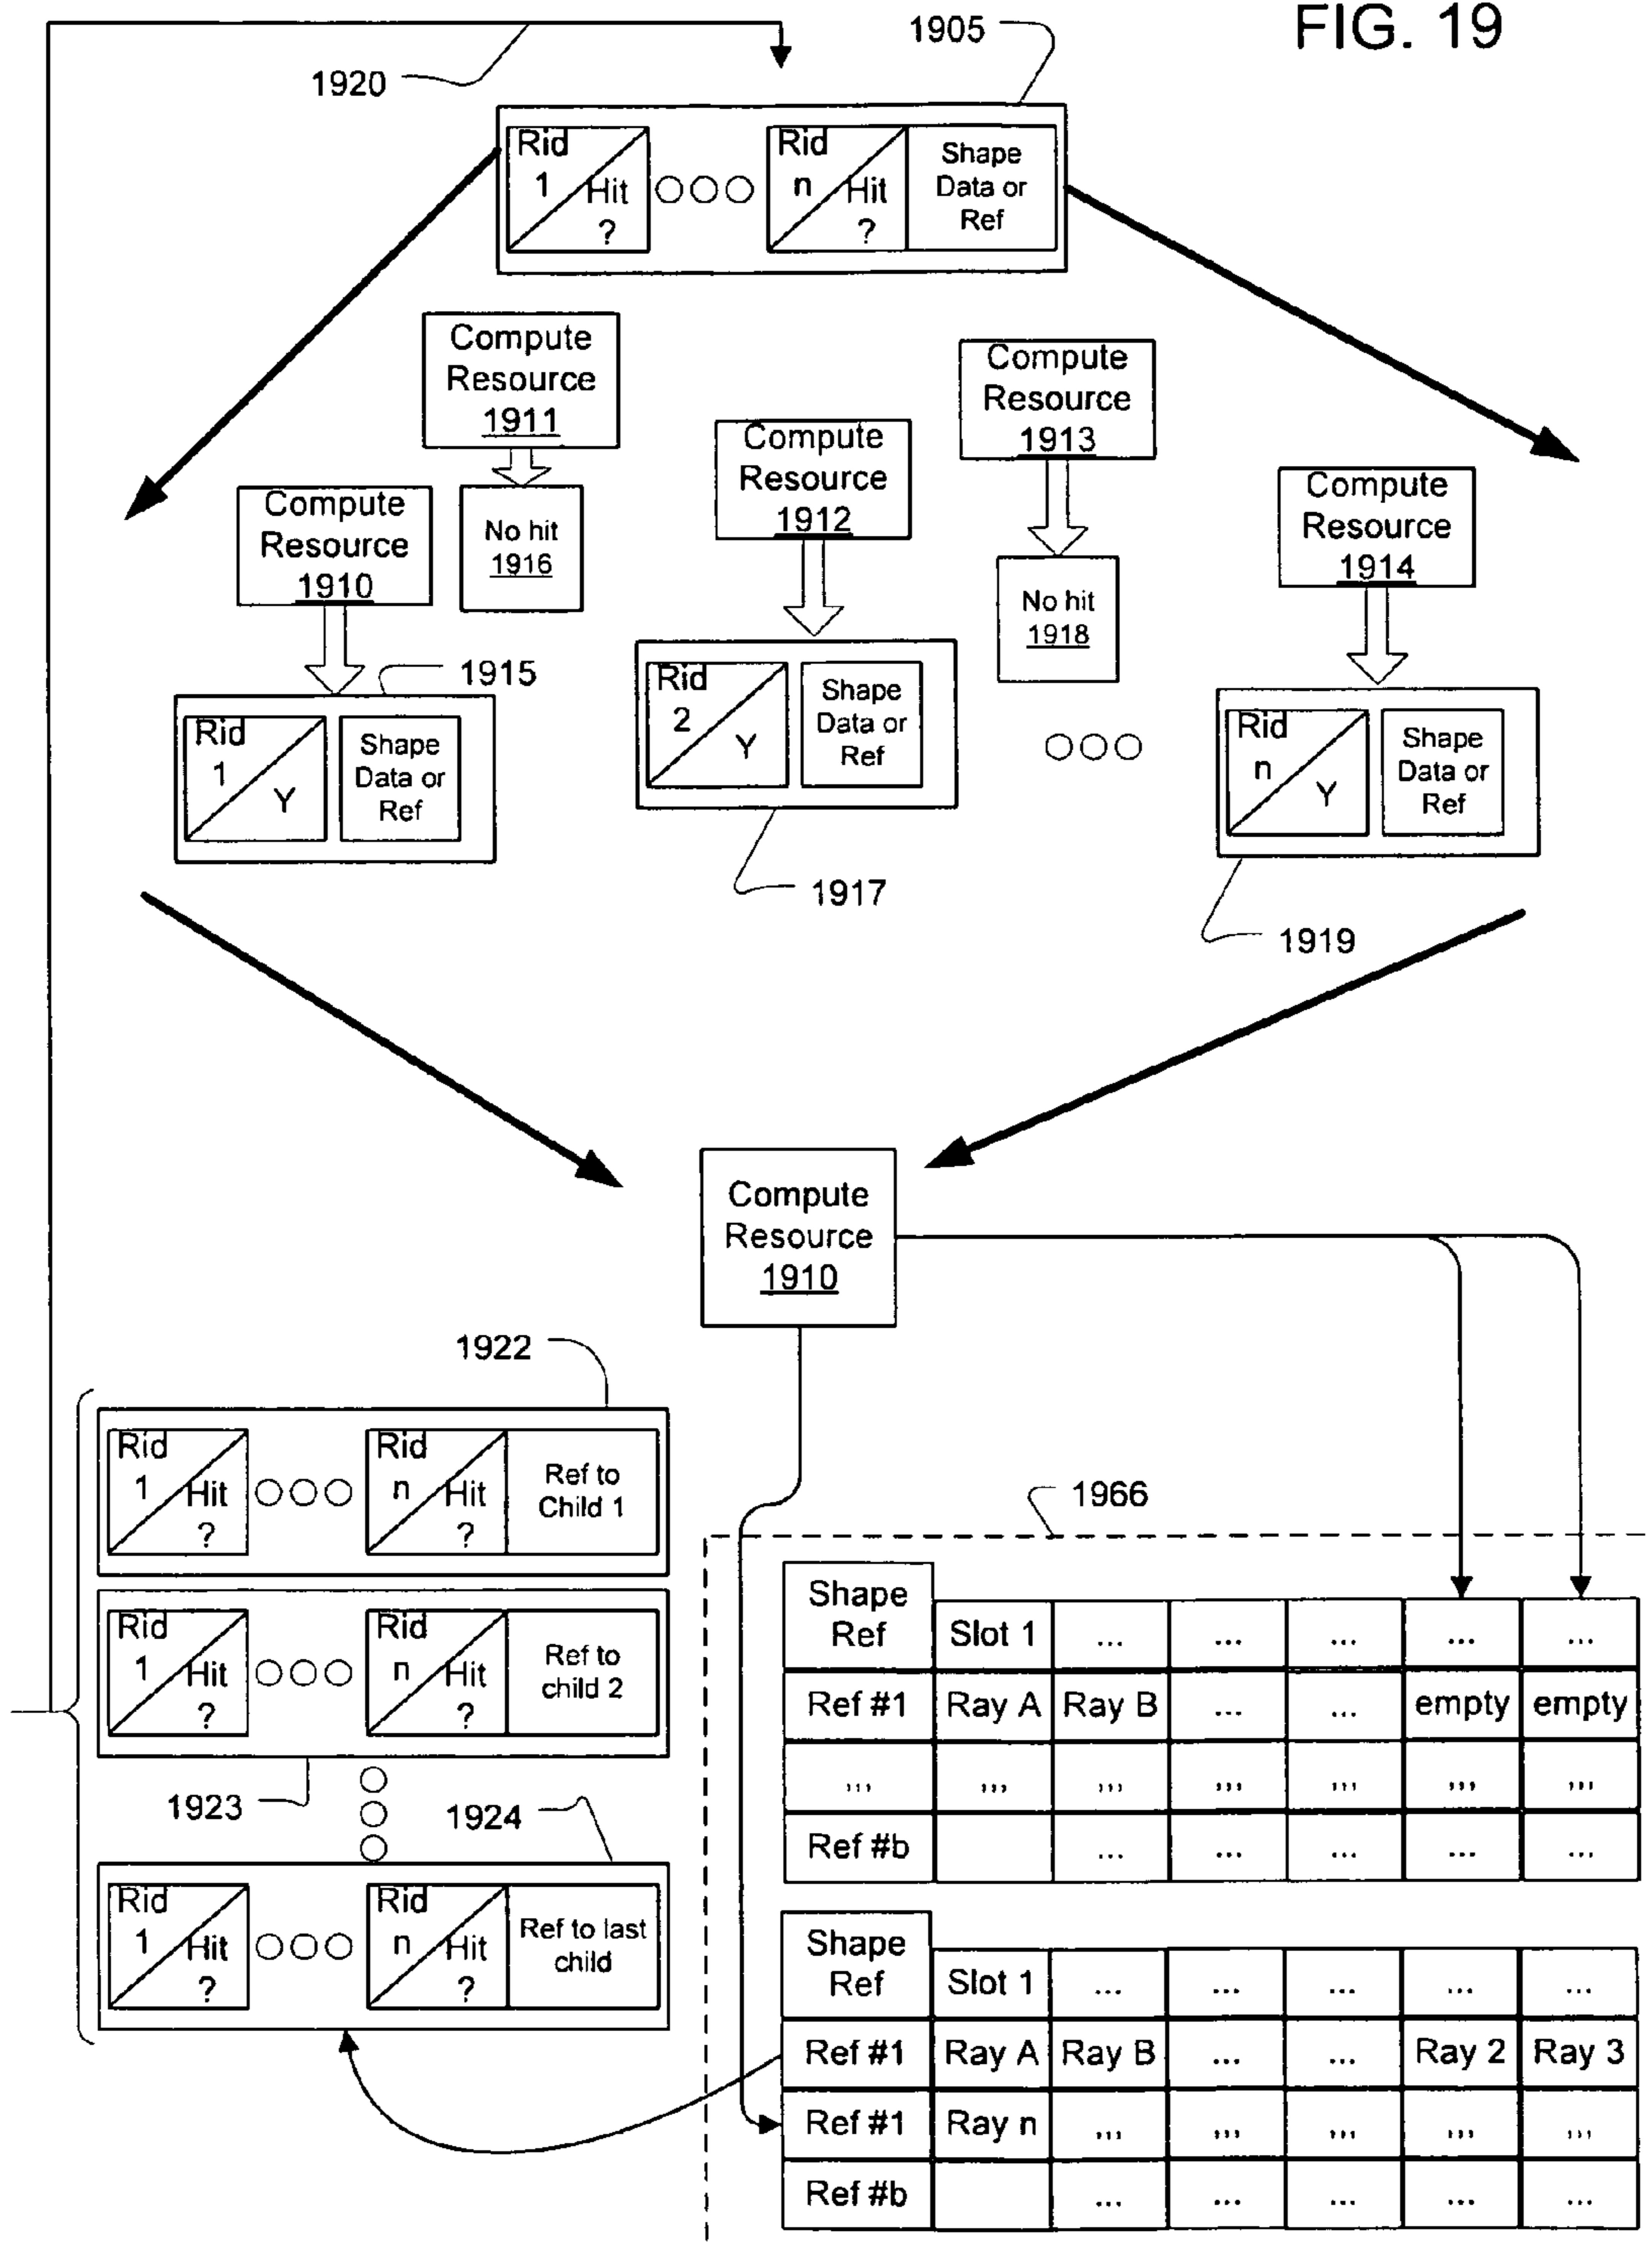 FIG. 19
1905
1920
Rid
1
Hit
?
Rid
n
Hit
?
Shape
Data or
Ref
Compute
Resource
1911
Compute
Resource
1913
Compute
Resource
1912
Compute
Resource
1914
Compute
Resource
1910
No hit
1916
No hit
1918
1915
Rid
1
Y
Shape
Data or
Ref
Rid
2
Y
Shape
Data or
Ref
Rid
n
Y
Shape
Data or
Ref
1917
1919
Compute
Resource
1910
1922
Rid
1
Hit
?
Rid
n
Hit
?
Ref to
Child 1
Rid
1
Hit
?
Rid
n
Hit
?
Ref to
child 2
1923
1924
Rid
1
Hit
?
Rid
n
Hit
?
Ref to last
child
1966
Shape
Ref
Slot 1 ... ... ... ... ...
Ref #1 Ray A Ray B ... ... empty empty
... ... ... ... ... ... ...
Ref #b ... ... ... ... ...
Shape
Ref
Slot 1 ... ... ... ... ...
Ref #1 Ray A Ray B ... ... Ray 2 Ray 3
Ref #1 Ray n ... ... ... ... ...
Ref #b ... ... ... ... ...